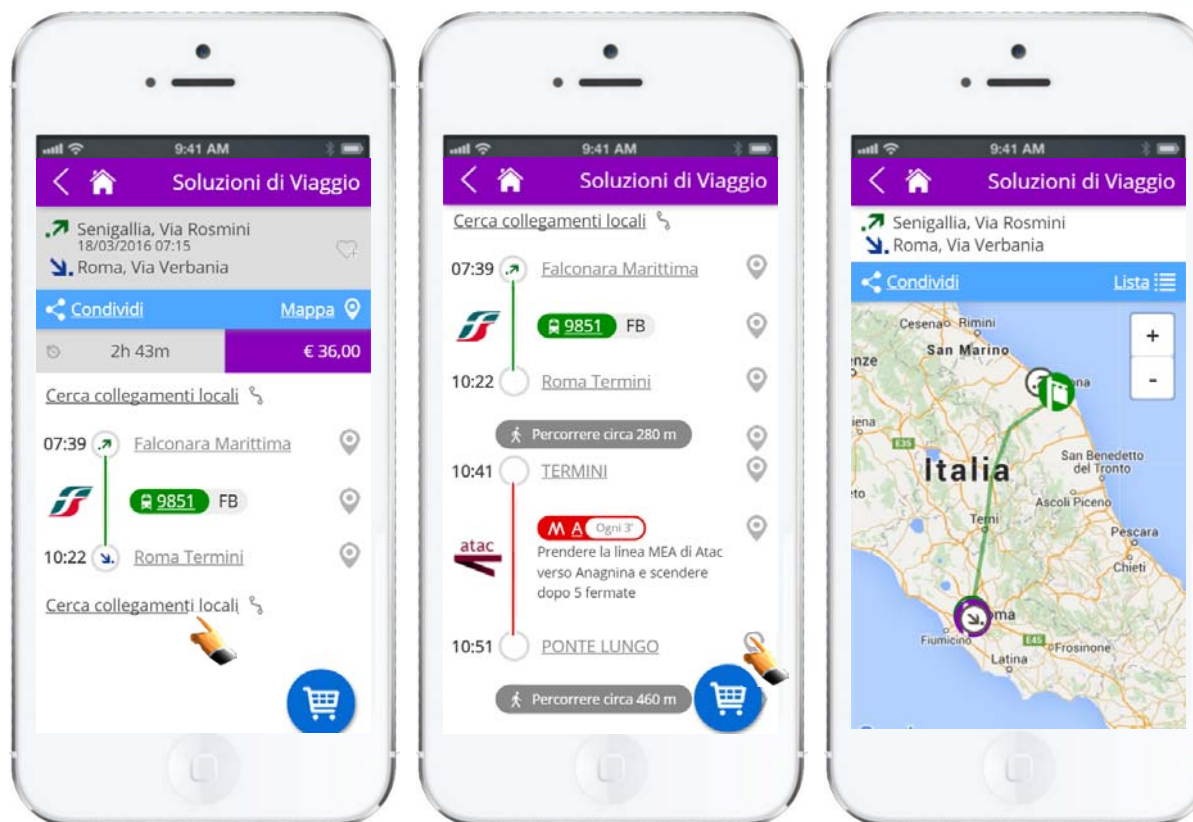 9:41 AM
Soluzioni di Viaggio
Senigallia, Via Rosmini
18/03/2016 07:15
Roma, Via Verbania
Condividi
Mappa
2h 43m
€ 36,00
Cerca collegamenti locali
07:39
Falconara Marittima
9851 FB
10:22
Roma Termini
Cerca collegamenti locali
9:41 AM
Soluzioni di Viaggio
Cerca collegamenti locali
07:39
Falconara Marittima
9851 FB
10:22
Roma Termini
Percorrere circa 280 m
10:41
TERMINI
M A Ogni 3'
atac
Prendere la linea MEA di Atac
verso Anagnina e scendere
dopo 5 fermate
10:51
PONTE LUNGO
Percorrere circa 460 m
9:41 AM
Soluzioni di Viaggio
Senigallia, Via Rosmini
Roma, Via Verbania
Condividi
Lista
+
-
Cesena
Rimini
San Marino
E35
San Benedetto
del Tronto
Italia
Ascoli Piceno
Terni
Pescara
Chieti
Fiumicino
E45
Frosinone
Latina